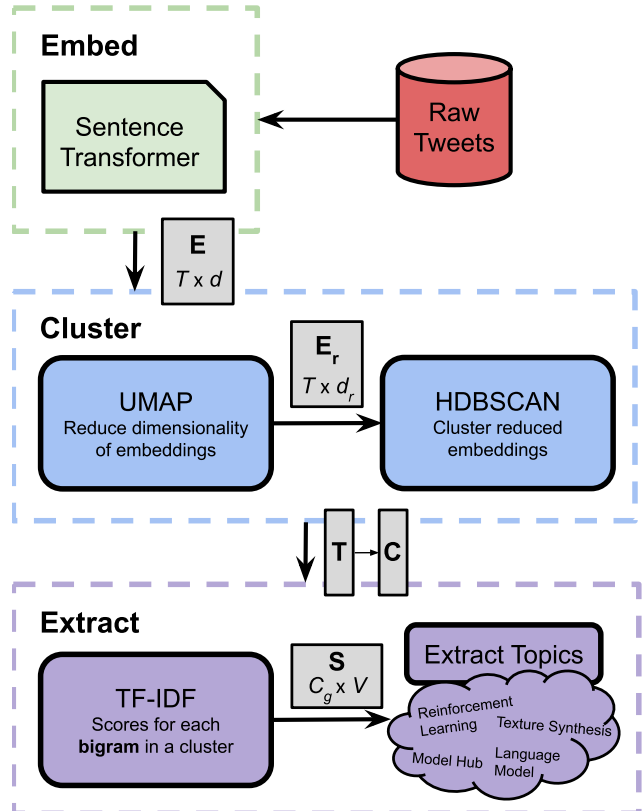 Embed
Sentence
Transformer
Raw
Tweets
E
T x d
Cluster
UMAP
Reduce dimensionality
of embeddings
E_r
T x d_r
HDBSCAN
Cluster reduced
embeddings
T
C
Extract
TF-IDF
Scores for each
bigram in a cluster
S
C_g x V
Extract Topics
Reinforcement
Learning
Texture Synthesis
Model Hub
Language
Model